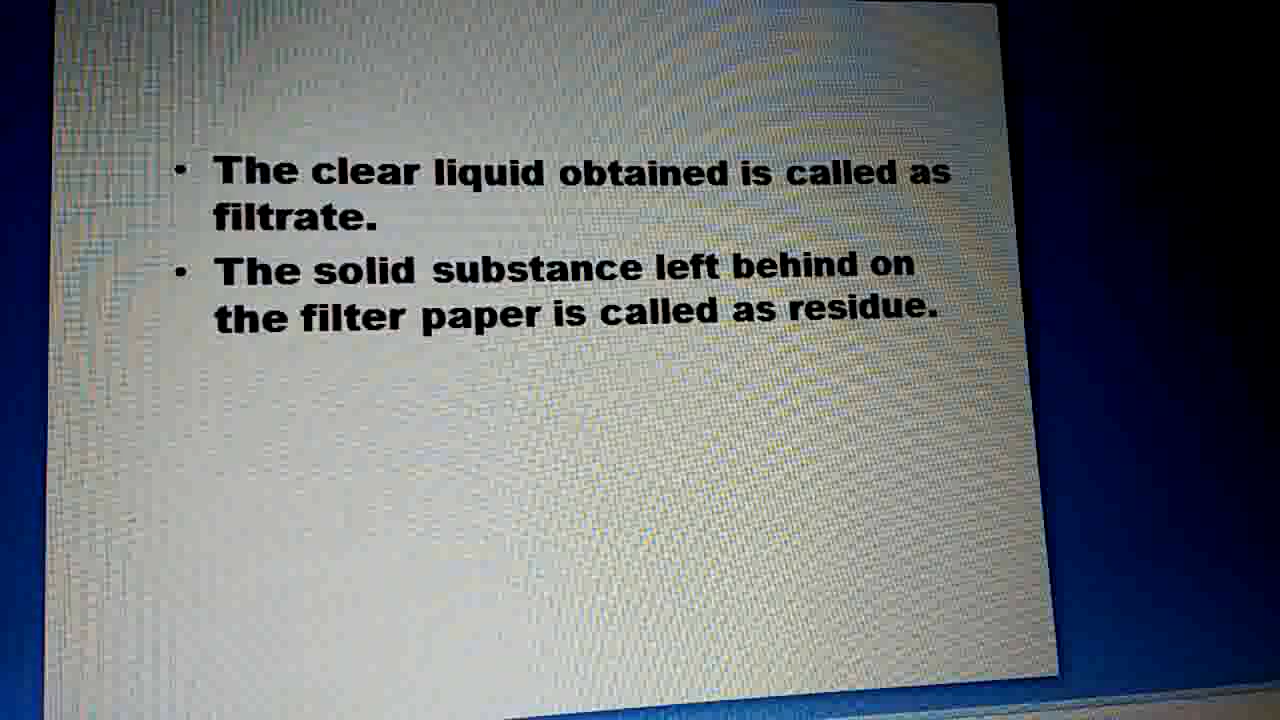 • The clear liquid obtained is called as
filtrate.
• The solid substance left behind on
the filter paper is called as residue.